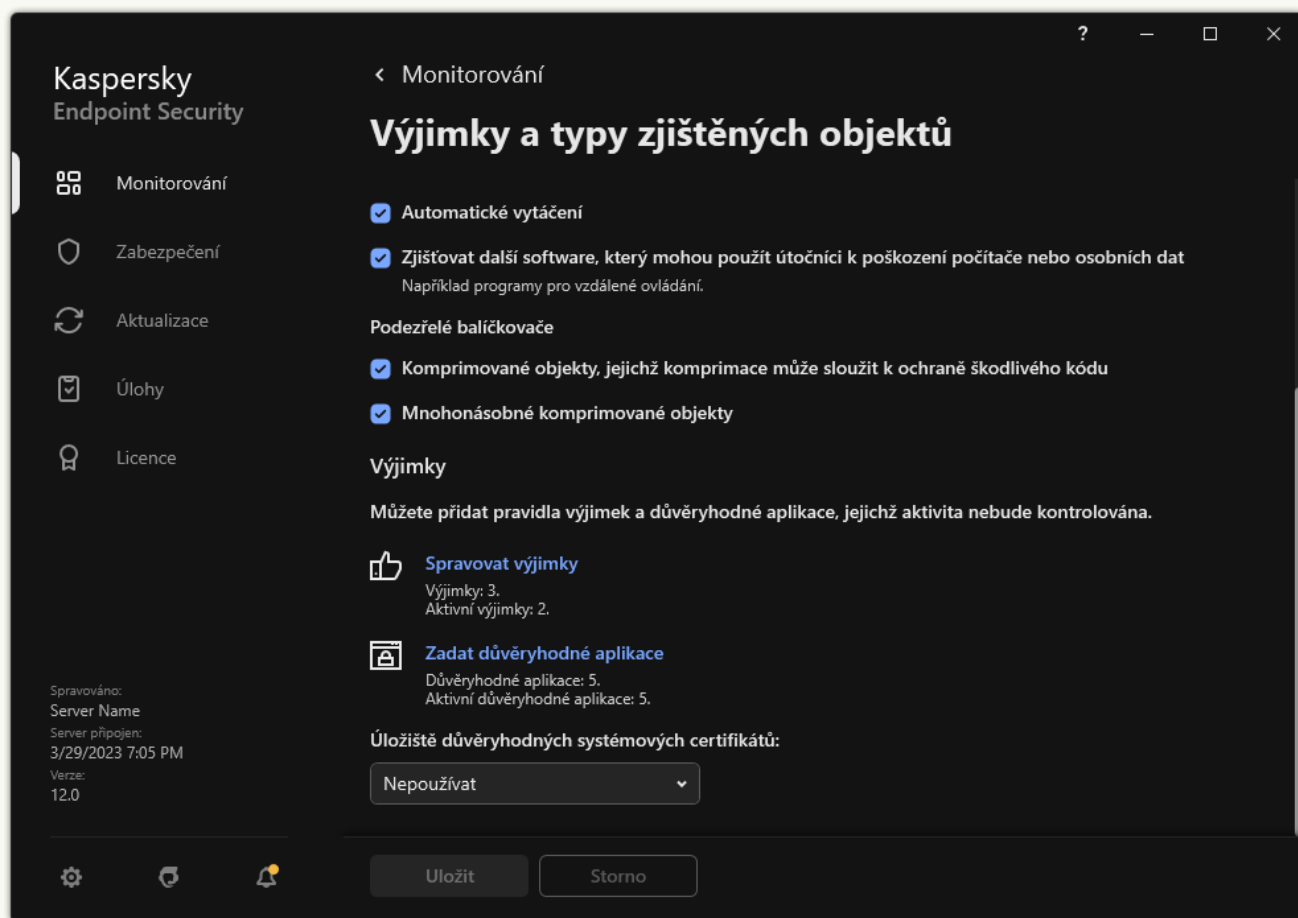 ?
Kaspersky
Endpoint Security
Monitorování
Zabezpečení
Aktualizace
Úlohy
Licence
Spravováno:
Server Name
Server připojen:
3/29/2023 7:05 PM
Verze:
12.0
Monitorování
Výjimky a typy zjištěných objektů
Automatické vytáčení
Zjišťovat další software, který mohou použít útočníci k poškození počítače nebo osobních dat
Například programy pro vzdálené ovládání.
Podezřelé balíčkovače
Komprimované objekty, jejichž komprimace může sloužit k ochraně škodlivého kódu
Mnohonásobné komprimované objekty
Výjimky
Můžete přidat pravidla výjimek a důvěryhodné aplikace, jejichž aktivita nebude kontrolována.
Spravovat výjimky
Výjimky: 3.
Aktivní výjimky: 2.
Zadat důvěryhodné aplikace
Důvěryhodné aplikace: 5.
Aktivní důvěryhodné aplikace: 5.
Úložiště důvěryhodných systémových certifikátů:
Nepoužívat
Uložit
Storno